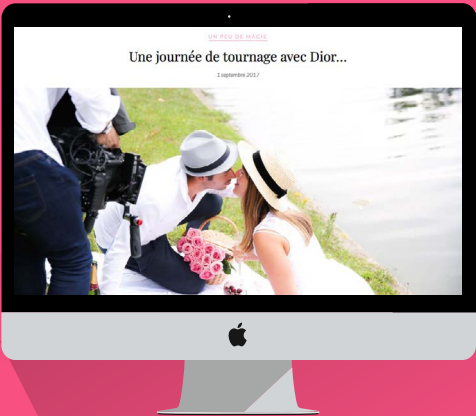 UN PEU DE MAGIE
Une journée de tournage avec Dior...
1 septembre 2017